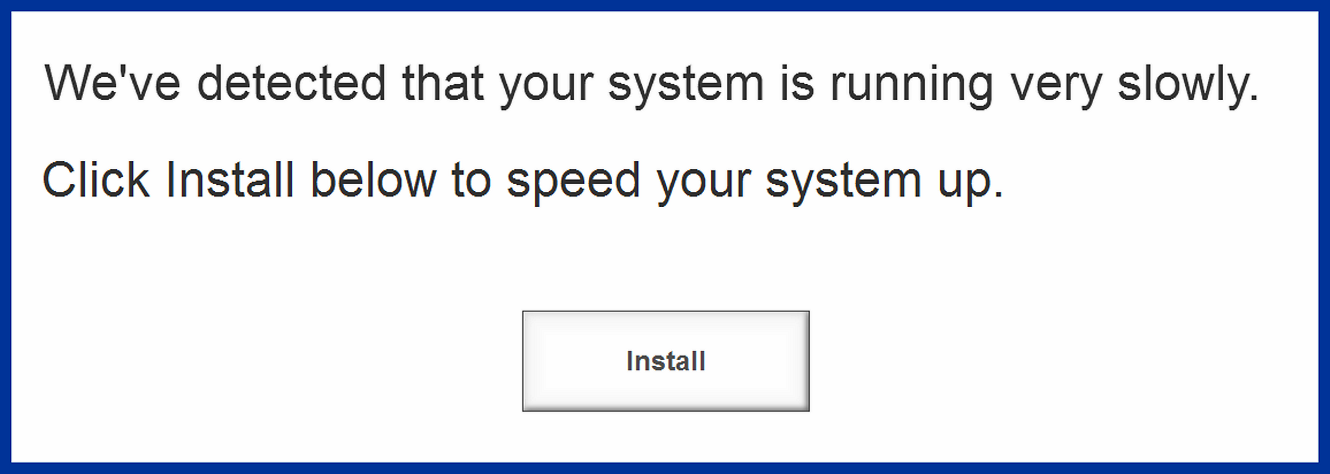 We've detected that your system is running very slowly.
Click Install below to speed your system up.
Install